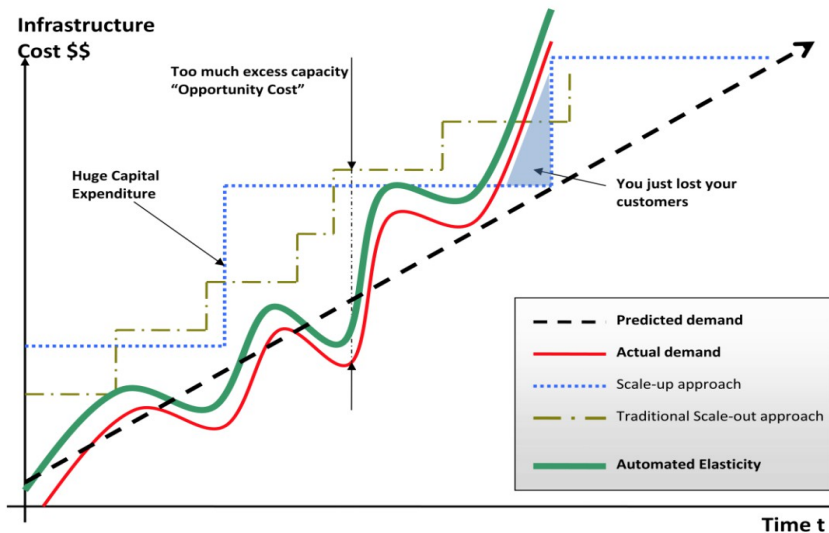 Infrastructure
Cost $$
Too much excess capacity
“Opportunity Cost”
Huge Capital
Expenditure
You just lost your
customers
Predicted demand
Actual demand
Scale-up approach
Traditional Scale-out approach
Automated Elasticity
Time t